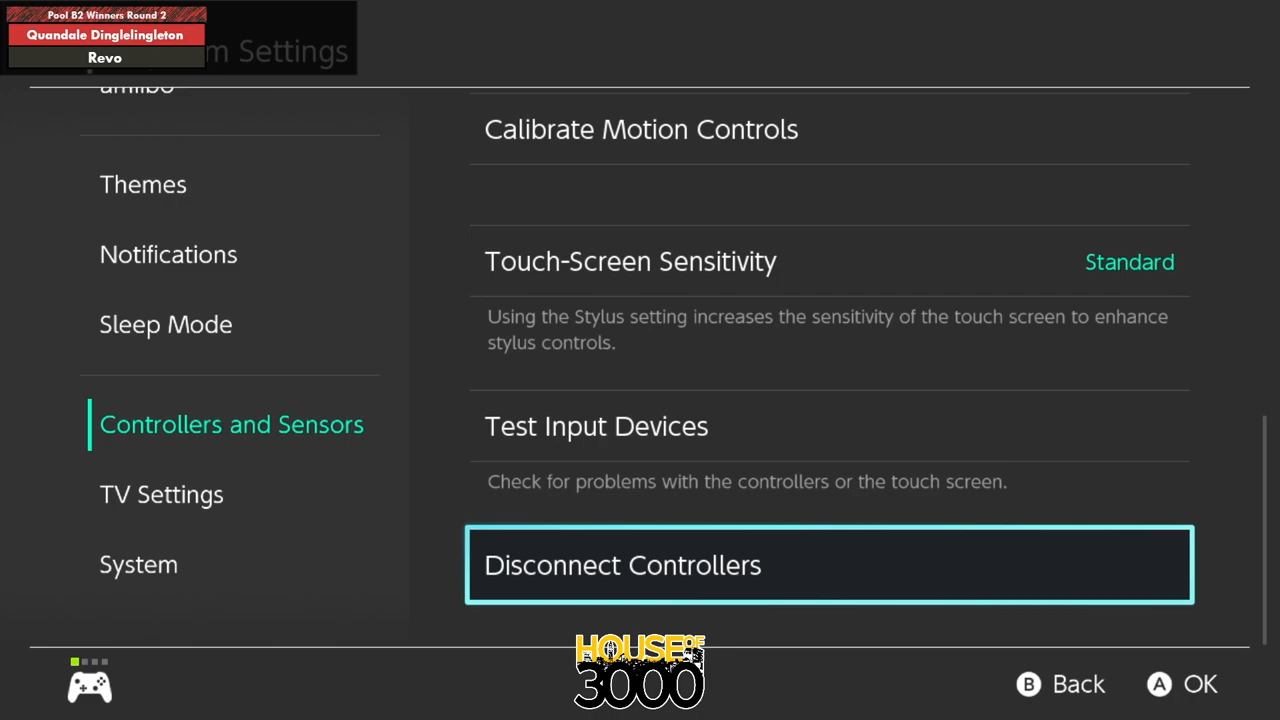 Pool B2 Winners Round 2
Quandale Dinglelingleton
Revo
m Settings
amiibo
Themes
Notifications
Sleep Mode
Controllers and Sensors
TV Settings
System
Calibrate Motion Controls
Touch-Screen Sensitivity Standard
Using the Stylus setting increases the sensitivity of the touch screen to enhance
stylus controls.
Test Input Devices
Check for problems with the controllers or the touch screen.
Disconnect Controllers
HOUSE OF
3000
B Back A OK